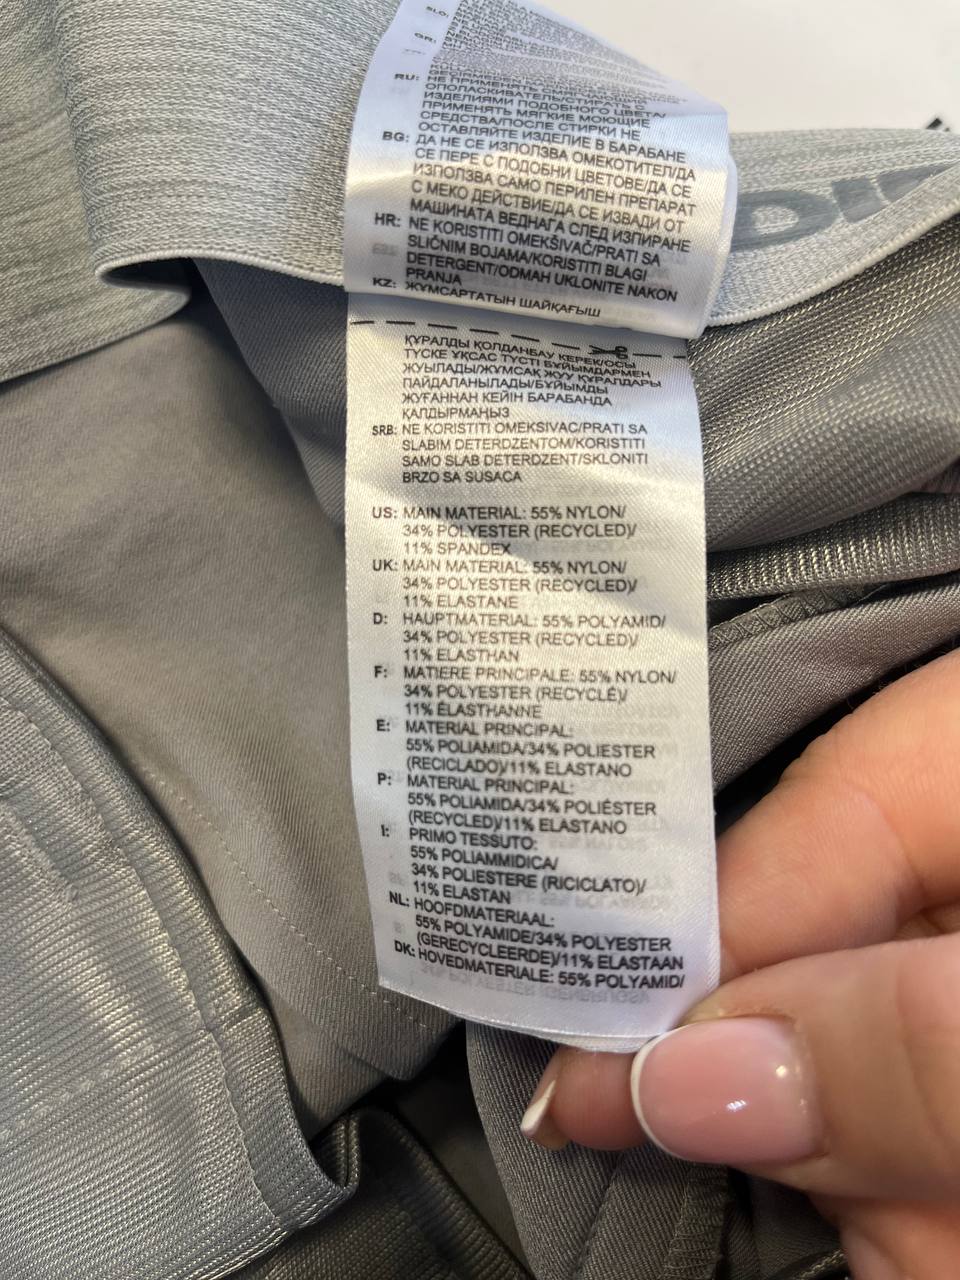 SLO:
GR:
RU:
НЕ ПРИМЕНЯТЬ СМЯГЧАЮЩИЙ
ОПОЛАСКИВАТЕЛЬ/СТИРАТЬ С
ИЗДЕЛИЯМИ ПОДОБНОГО ЦВЕТА/
ПРИМЕНЯТЬ МЯГКИЕ МОЮЩИЕ
СРЕДСТВА/ПОСЛЕ СТИРКИ НЕ
ОСТАВЛЯЙТЕ ИЗДЕЛИЕ В БАРАБАНЕ
BG: ДА НЕ СЕ ИЗПОЛЗВА ОМЕКОТИТЕЛ/ДА
СЕ ПЕРЕ С ПОДОБНИ ЦВЕТОВЕ/ДА СЕ
ИЗПОЛЗВА САМО ПЕРИЛЕН ПРЕПАРАТ
С МЕКО ДЕЙСТВИЕ/ДА СЕ ИЗВАДИ ОТ
МАШИНАТА ВЕДНАГА СЛЕД ИЗПИРАНЕ
HR: NE KORISTITI OMEKŠIVAČ/PRATI SA
SLIČNIM BOJAMA/KORISTITI BLAGI
DETERGENT/ODMAH UKLONITE NAKON
PRANJA
KZ: ЖҰМСАРТАТЫН ШАЙҚАҒЫШ
ҚҰРАЛДЫ ҚОЛДАНБАУ КЕРЕК/ОСЫ
ТҮСКЕ ҰҚСАС ТҮСТІ БҰЙЫМДАРМЕН
ЖУЫЛАДЫ/ЖҰМСАҚ ЖУУ ҚҰРАЛДАРЫ
ПАЙДАЛАНЫЛАДЫ/БҰЙЫМДЫ
ЖУҒАННАН КЕЙІН БАРАБАНДА
ҚАЛДЫРМАҢЫЗ
SRB: NE KORISTITI OMEKSIVAC/PRATI SA
SLABIM DETERDZENTOM/KORISTITI
SAMO SLAB DETERDZENT/SKLONITI
BRZO SA SUSACA
US: MAIN MATERIAL: 55% NYLON/
34% POLYESTER (RECYCLED)/
11% SPANDEX
UK: MAIN MATERIAL: 55% NYLON/
34% POLYESTER (RECYCLED)/
11% ELASTANE
D: HAUPTMATERIAL: 55% POLYAMID/
34% POLYESTER (RECYCLED)/
11% ELASTHAN
F: MATIERE PRINCIPALE: 55% NYLON/
34% POLYESTER (RECYCLÉ)/
11% ÉLASTHANNE
E: MATERIAL PRINCIPAL:
55% POLIAMIDA/34% POLIESTER
(RECICLADO)/11% ELASTANO
P: MATERIAL PRINCIPAL:
55% POLIAMIDA/34% POLIÉSTER
(RECYCLED)/11% ELASTANO
I: PRIMO TESSUTO:
55% POLIAMMIDICA/
34% POLIESTERE (RICICLATO)/
11% ELASTAN
NL: HOOFDMATERIAAL:
55% POLYAMIDE/34% POLYESTER
(GERECYCLEERDE)/11% ELASTAAN
DK: HOVEDMATERIALE: 55% POLYAMID/